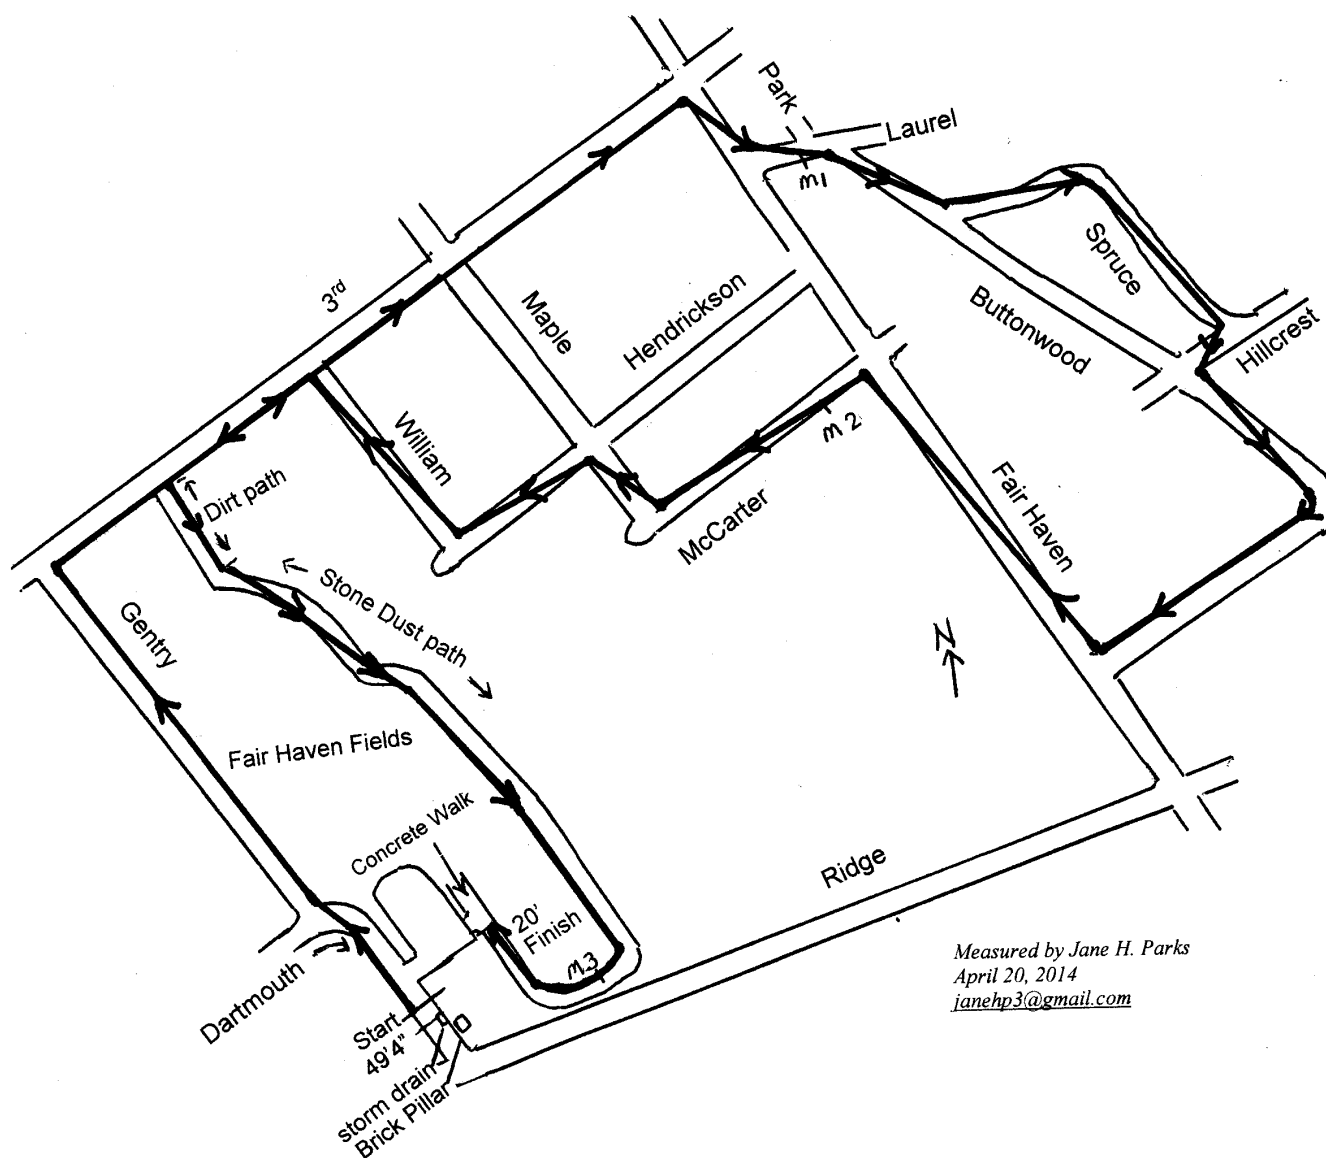 Park
Laurel
m1
3rd
Maple
Hendrickson
Spruce
Buttonwood
Hillcrest
William
m2
McCarter
Fair Haven
Dirt path
Stone Dust path
N
Gentry
Fair Haven Fields
Concrete Walk
20'
Finish
m3
Ridge
Dartmouth
Start
49'4"
storm drain
Brick Pillar
Measured by Jane H. Parks
April 20, 2014
janehp3@gmail.com